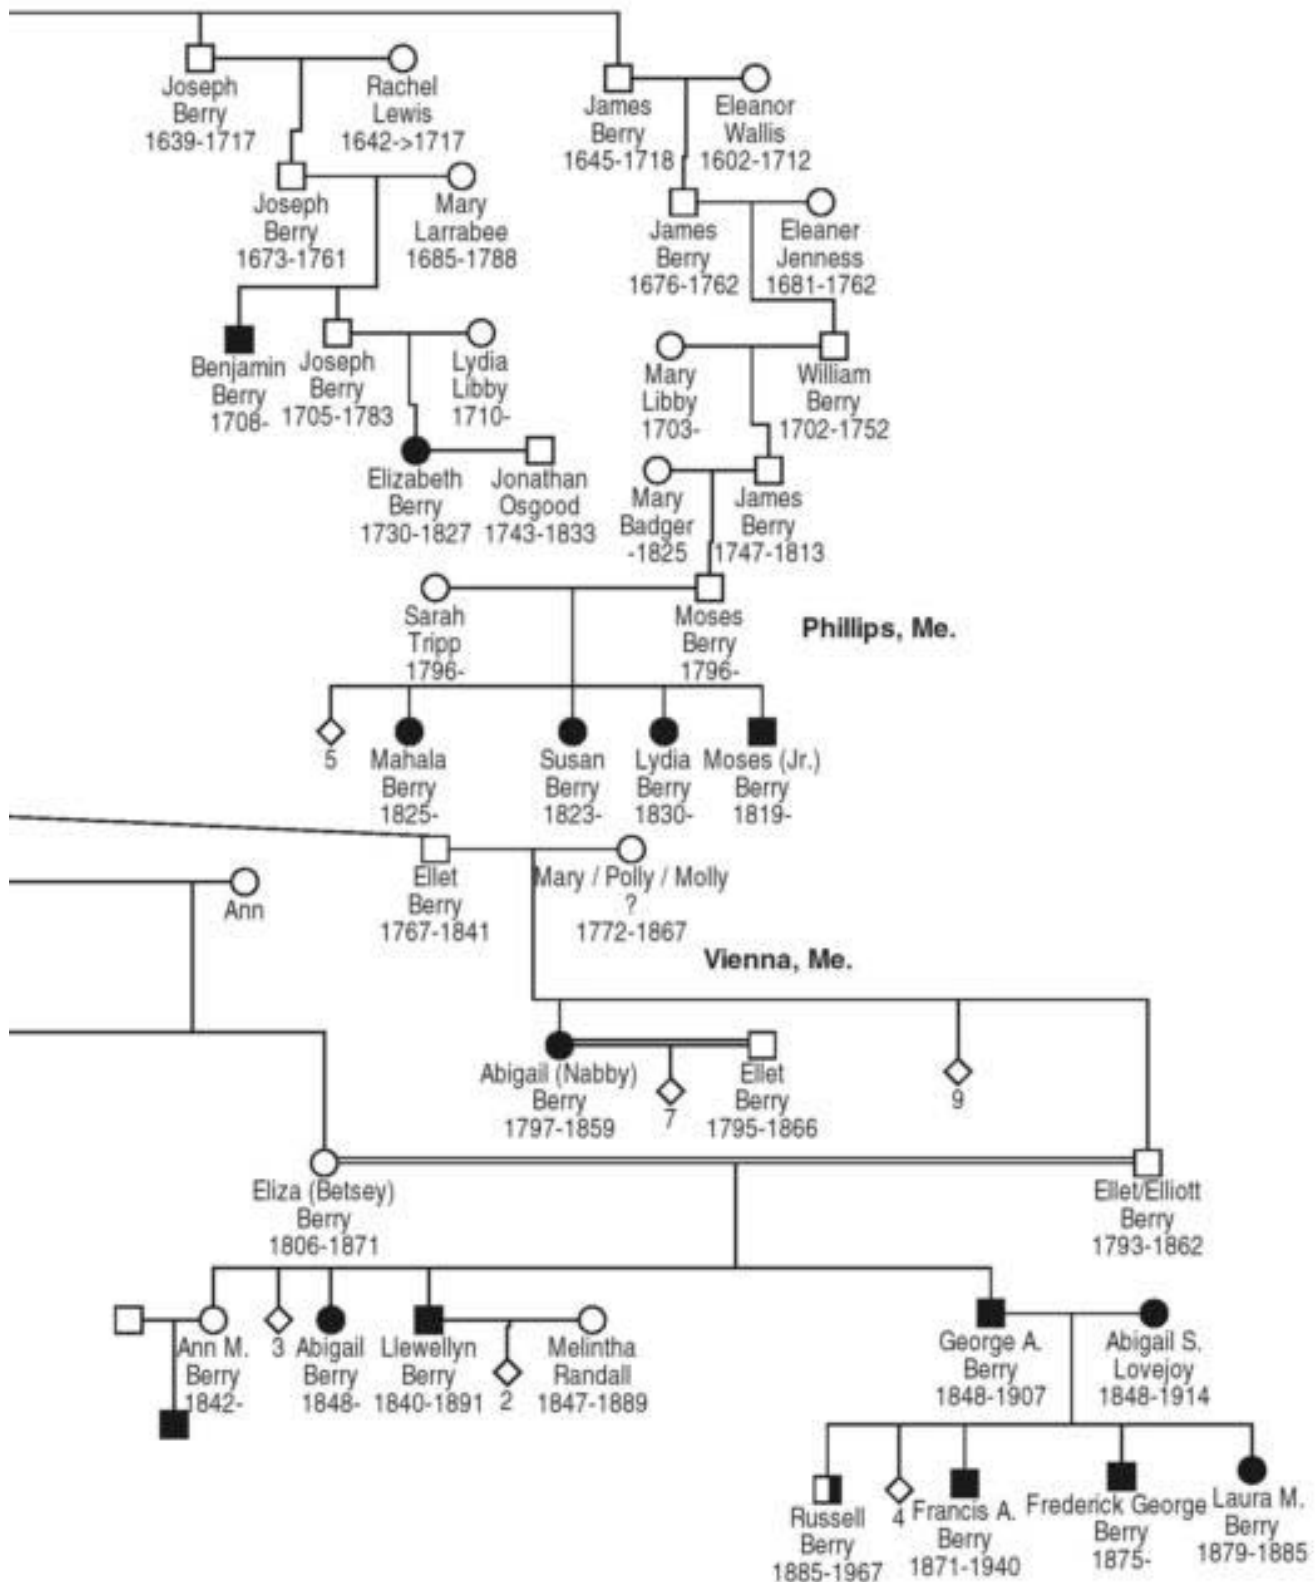 Joseph
Berry
1639-1717
Rachel
Lewis
1642->1717
James
Berry
1645-1718
Eleanor
Wallis
1602-1712
Joseph
Berry
1673-1761
Mary
Larrabee
1685-1788
James
Berry
1676-1762
Eleaner
Jenness
1681-1762
Benjamin
Berry
1708-
Joseph
Berry
1705-1783
Lydia
Libby
1710-
Mary
Libby
1703-
William
Berry
1702-1752
Elizabeth
Berry
1730-1827
Jonathan
Osgood
1743-1833
Mary
Badger
-1825
James
Berry
1747-1813
Sarah
Tripp
1796-
Moses
Berry
1796-
Phillips, Me.
5
Mahala
Berry
1825-
Susan
Berry
1823-
Lydia
Berry
1830-
Moses (Jr.)
Berry
1819-
Ann
Ellet
Berry
1767-1841
Mary / Polly / Molly
?
1772-1867
Vienna, Me.
Abigail (Nabby)
Berry
1797-1859
7
Ellet
Berry
1795-1866
9
Eliza (Betsey)
Berry
1806-1871
Ellet/Elliott
Berry
1793-1862
Ann M.
Berry
1842-
3
Abigail
Berry
1848-
Llewellyn
Berry
1840-1891
2
Melintha
Randall
1847-1889
George A.
Berry
1848-1907
Abigail S.
Lovejoy
1848-1914
Russell
Berry
1885-1967
4
Francis A.
Berry
1871-1940
Frederick George
Berry
1875-
Laura M.
Berry
1879-1885